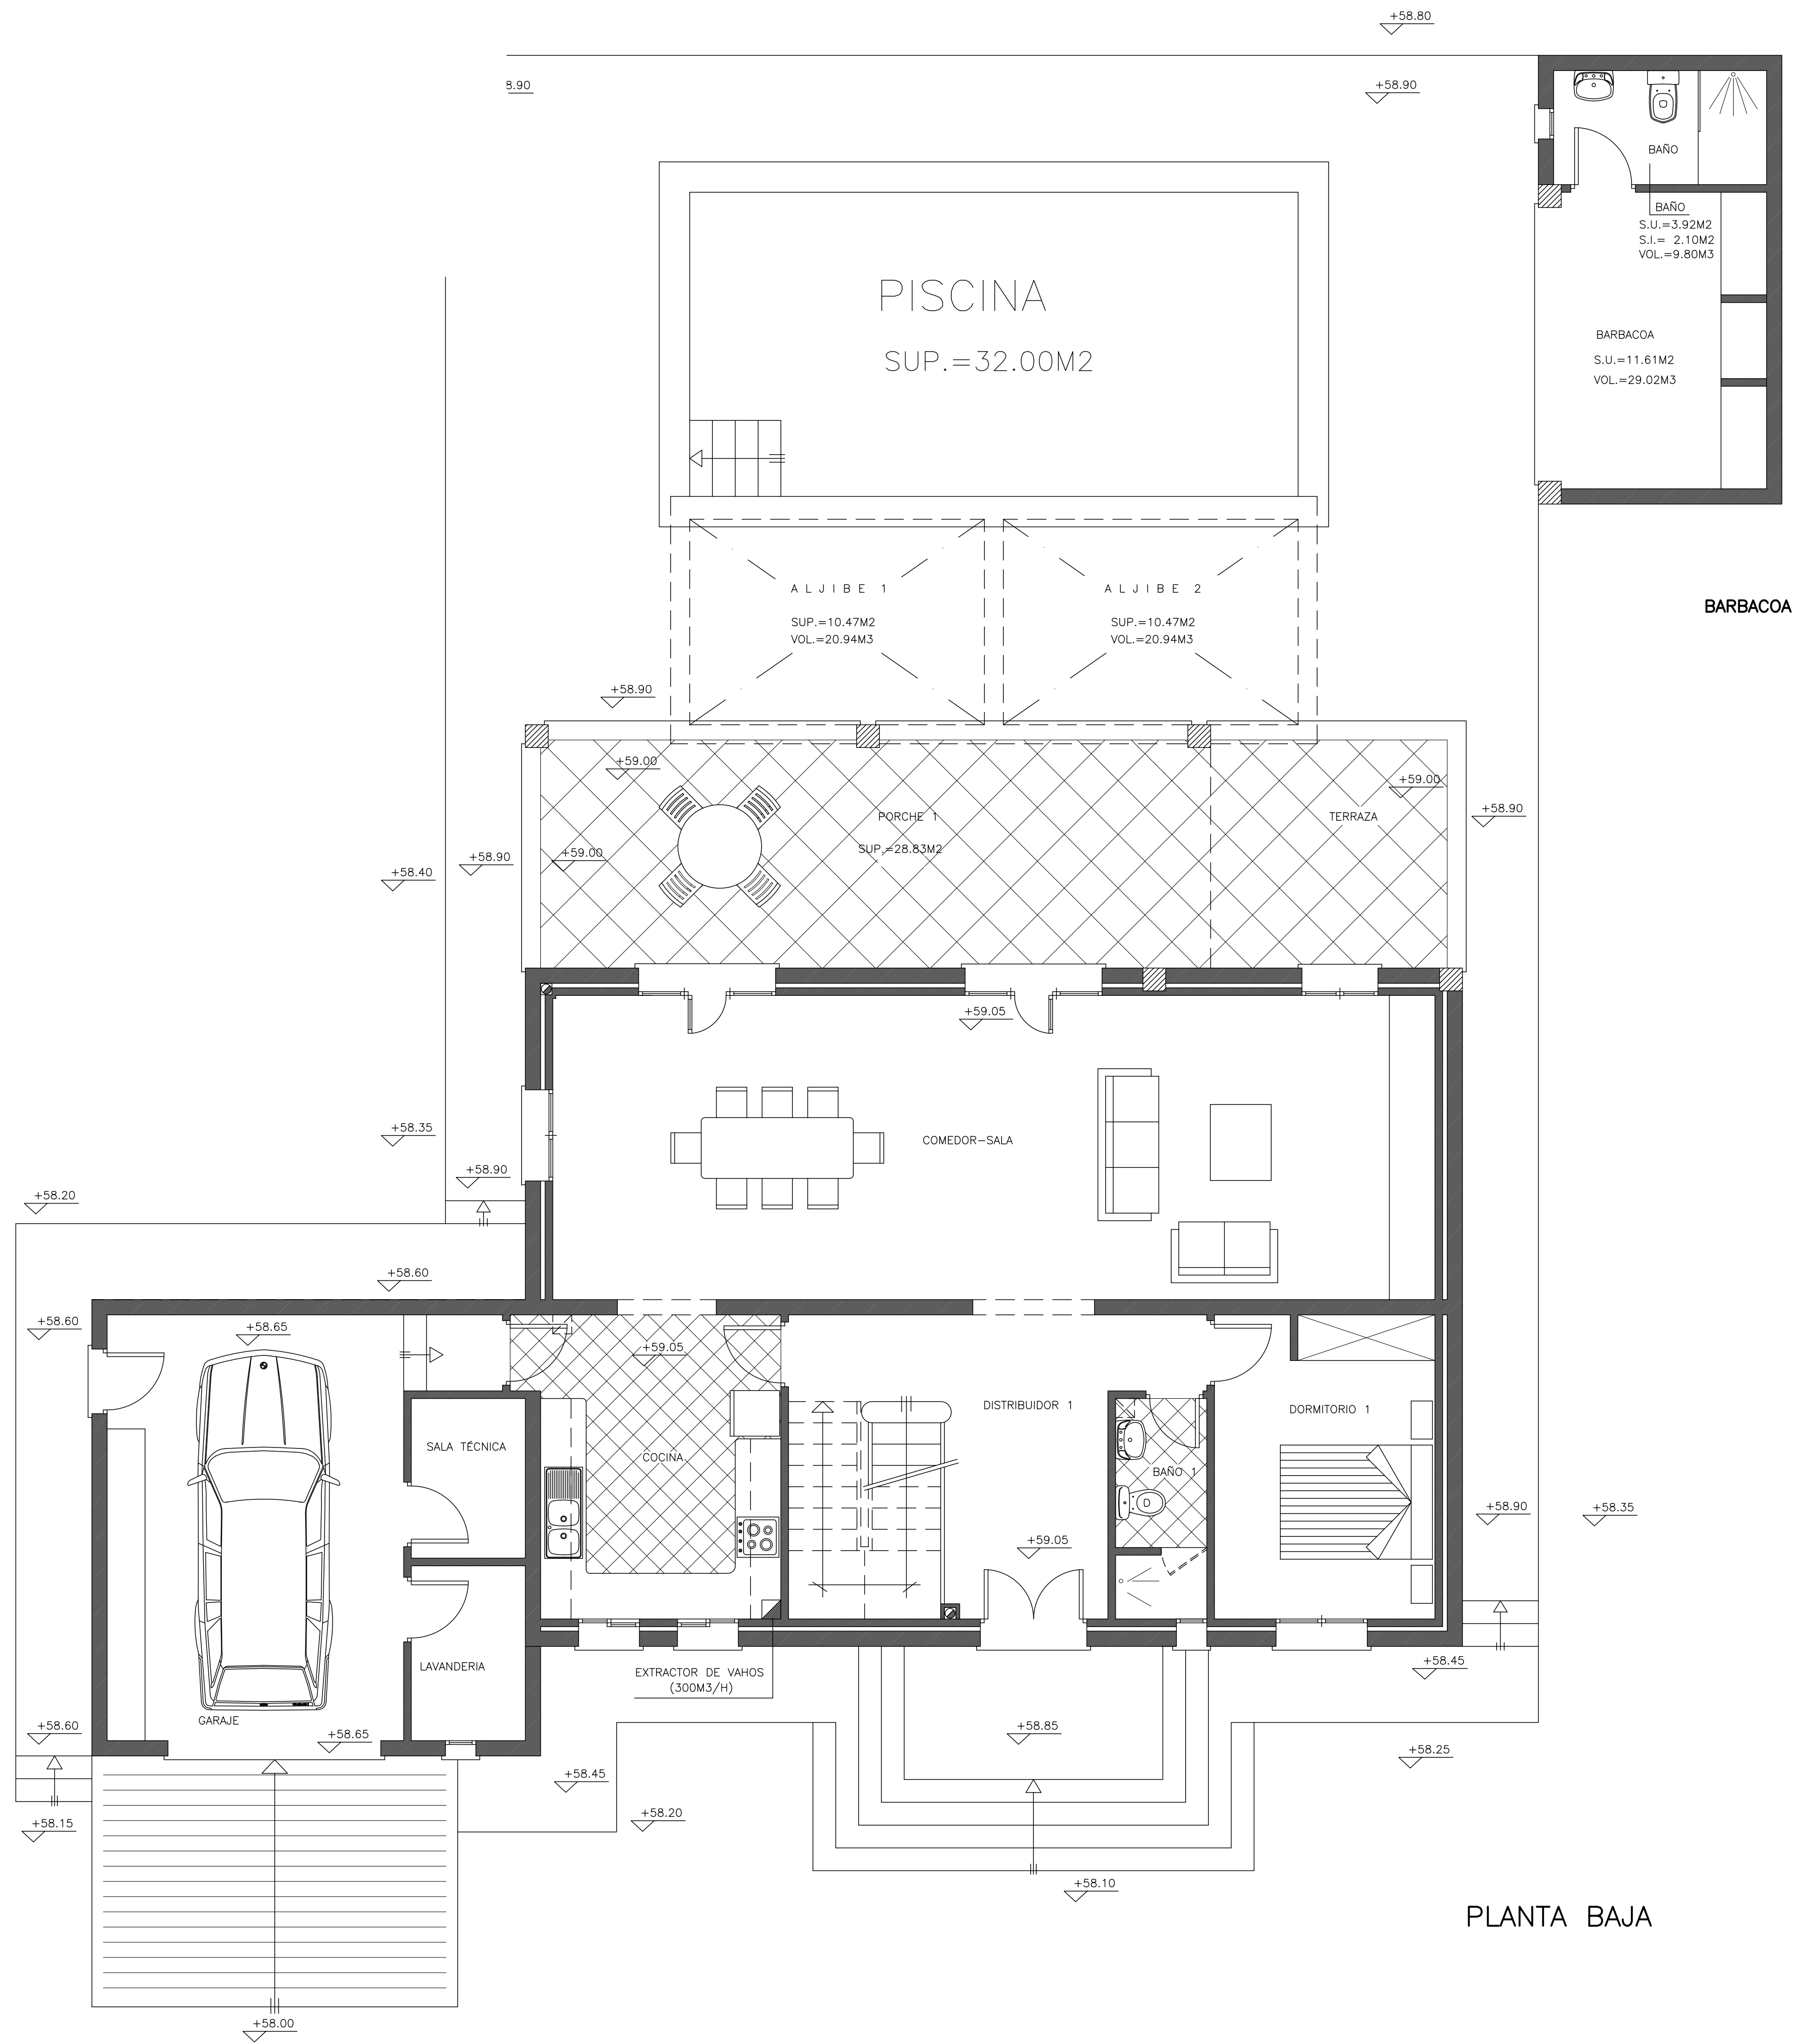 +58.80
8.90
+58.90
BAÑO
BAÑO
S.U.=3.92M2
S.I.= 2.10M2
VOL.=9.80M3
PISCINA
SUP.=32.00M2
BARBACOA
S.U.=11.61M2
VOL.=29.02M3
ALJIBE 1
SUP.=10.47M2
VOL.=20.94M3
ALJIBE 2
SUP.=10.47M2
VOL.=20.94M3
BARBACOA
+58.90
+59.00
+59.00
PORCHE 1
SUP.=28.83M2
TERRAZA
+58.90
+59.00
+58.90
+58.40
+59.05
+58.35
COMEDOR-SALA
+58.90
+58.20
+58.60
+58.60
+58.65
+59.05
DISTRIBUIDOR 1
DORMITORIO 1
SALA TÉCNICA
COCINA
BAÑO 1
+58.90
+58.35
+59.05
LAVANDERIA
EXTRACTOR DE VAHOS
(300M3/H)
+58.45
GARAJE
+58.60
+58.65
+58.85
+58.25
+58.45
+58.20
+58.15
+58.10
PLANTA BAJA
+58.00